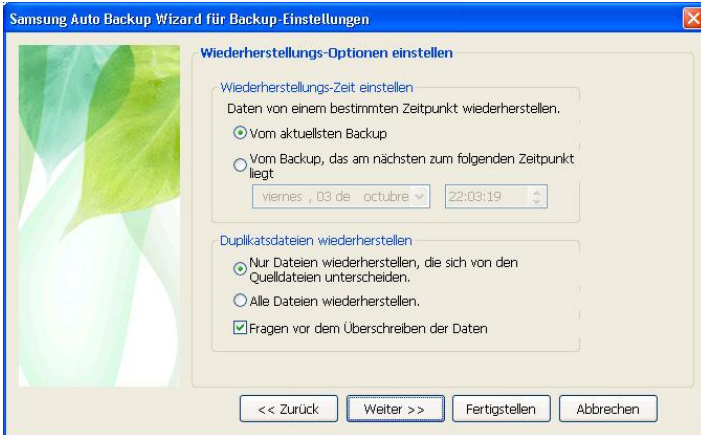 Samsung Auto Backup Wizard für Backup-Einstellungen
Wiederherstellungs-Optionen einstellen
Wiederherstellungs-Zeit einstellen
Daten von einem bestimmten Zeitpunkt wiederherstellen.
Vom aktuellsten Backup
Vom Backup, das am nächsten zum folgenden Zeitpunkt
liegt
viernes , 03 de octubre
22:03:19
Duplikatsdateien wiederherstellen
Nur Dateien wiederherstellen, die sich von den
Quelldateien unterscheiden.
Alle Dateien wiederherstellen.
Fragen vor dem Überschreiben der Daten
<< Zurück
Weiter >>
Fertigstellen
Abbrechen